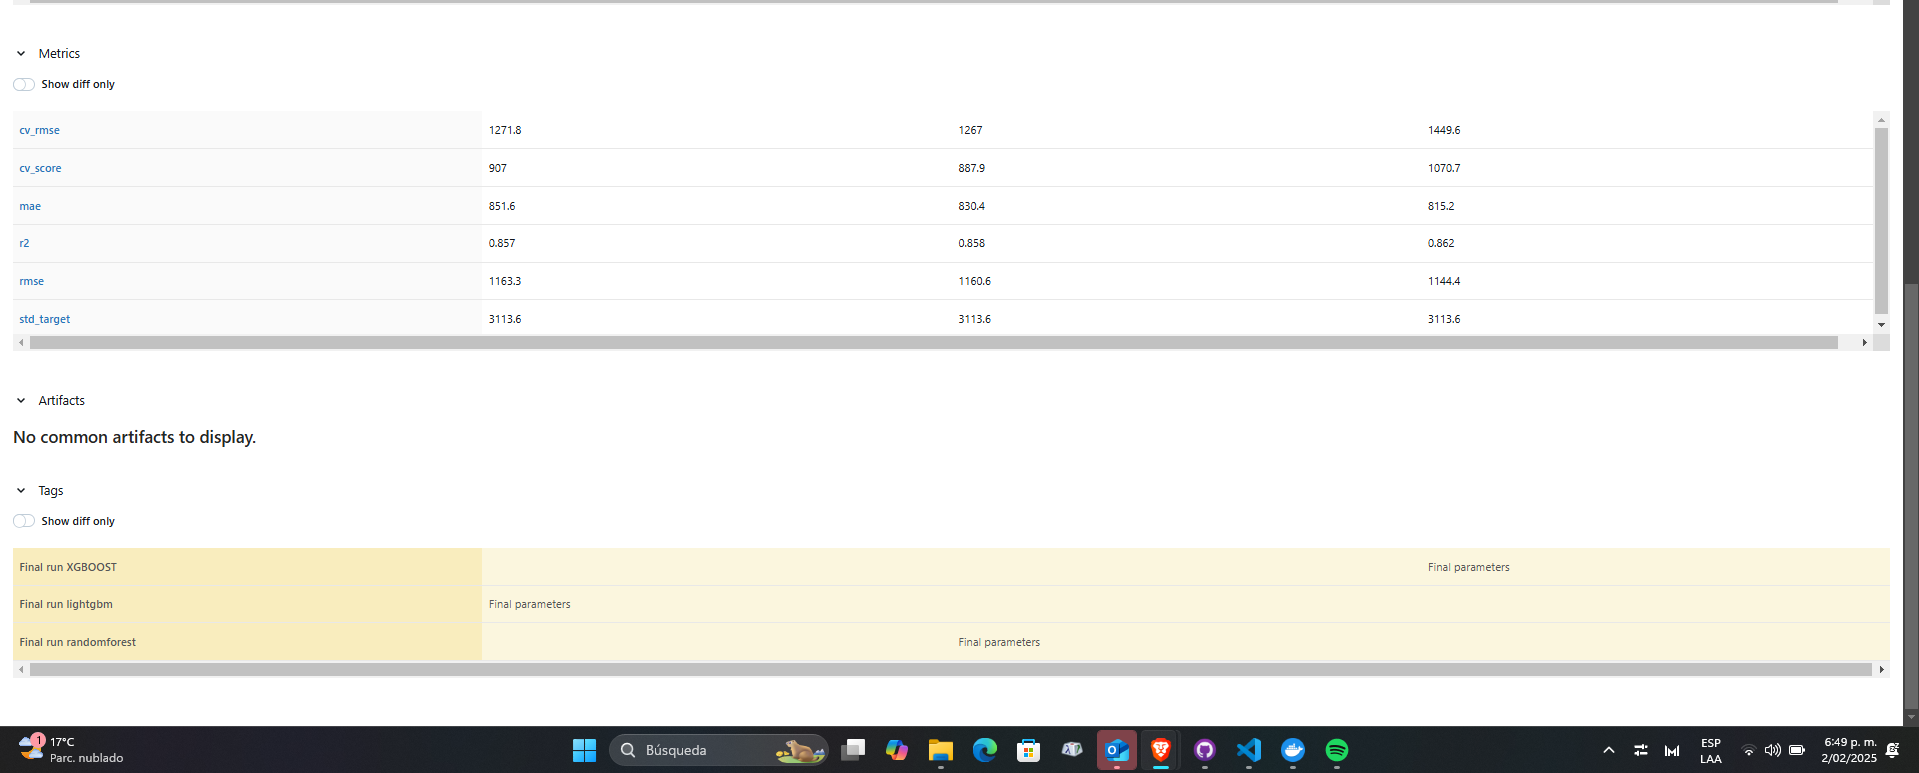 Metrics
Show diff only
cv_rmse 1271.8 1267 1449.6
cv_score 907 887.9 1070.7
mae 851.6 830.4 815.2
r2 0.857 0.858 0.862
rmse 1163.3 1160.6 1144.4
std_target 3113.6 3113.6 3113.6
Artifacts
No common artifacts to display.
Tags
Show diff only
Final run XGBOOST Final parameters
Final run lightgbm Final parameters
Final run randomforest Final parameters
1
17°C
Parc. nublado
Búsqueda
ESP
LAA
6:49 p. m.
2/02/2025